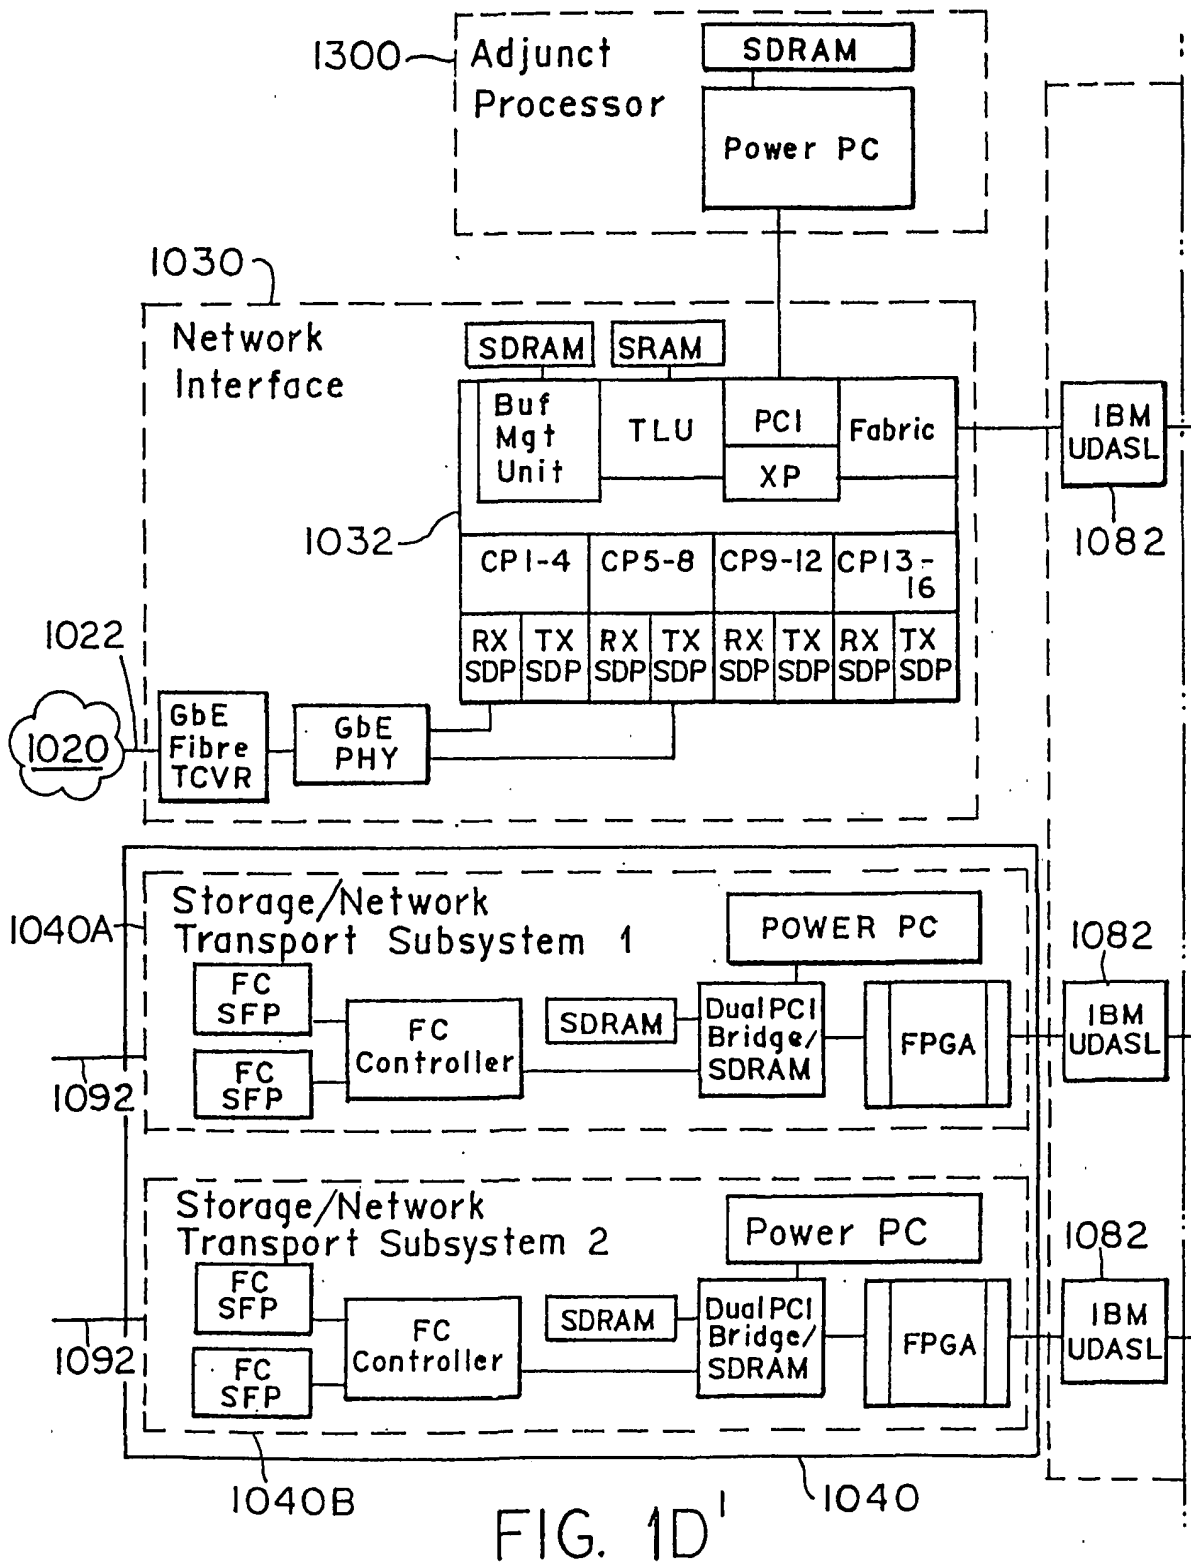 1300
Adjunct
Processor
SDRAM
Power PC
1030
Network
Interface
SDRAM
SRAM
Buf
Mgt
Unit
TLU
PCI
XP
Fabric
IBM
UDASL
1082
1032
CP1-4
CP5-8
CP9-12
CP13-
16
RX
SDP
TX
SDP
RX
SDP
TX
SDP
RX
SDP
TX
SDP
RX
SDP
TX
SDP
1022
1020
GbE
Fibre
TCVR
GbE
PHY
Storage/Network
Transport Subsystem 1
1040A
POWER PC
1082
FC
SFP
FC
SFP
FC
Controller
SDRAM
Dual PCI
Bridge/
SDRAM
FPGA
IBM
UDASL
1092
Storage/Network
Transport Subsystem 2
Power PC
1082
FC
SFP
FC
SFP
FC
Controller
SDRAM
Dual PCI
Bridge/
SDRAM
FPGA
IBM
UDASL
1092
1040B
1040
FIG. 1D'